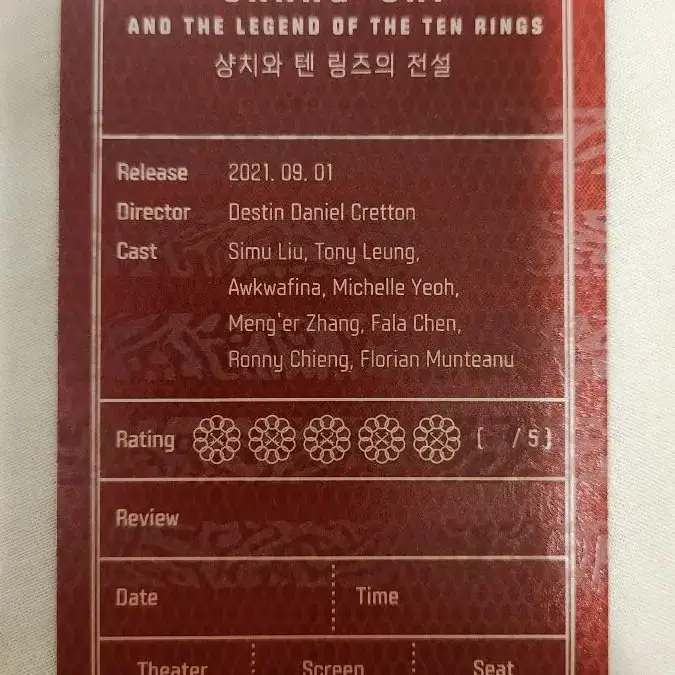 AND THE LEGEND OF THE TEN RINGS
샹치와 텐 링즈의 전설
Release 2021. 09. 01
Director Destin Daniel Cretton
Cast Simu Liu, Tony Leung,
Awkwafina, Michelle Yeoh,
Meng'er Zhang, Fala Chen,
Ronny Chieng, Florian Munteanu
Rating ( / 5)
Review
Date Time
Theater Screen Seat